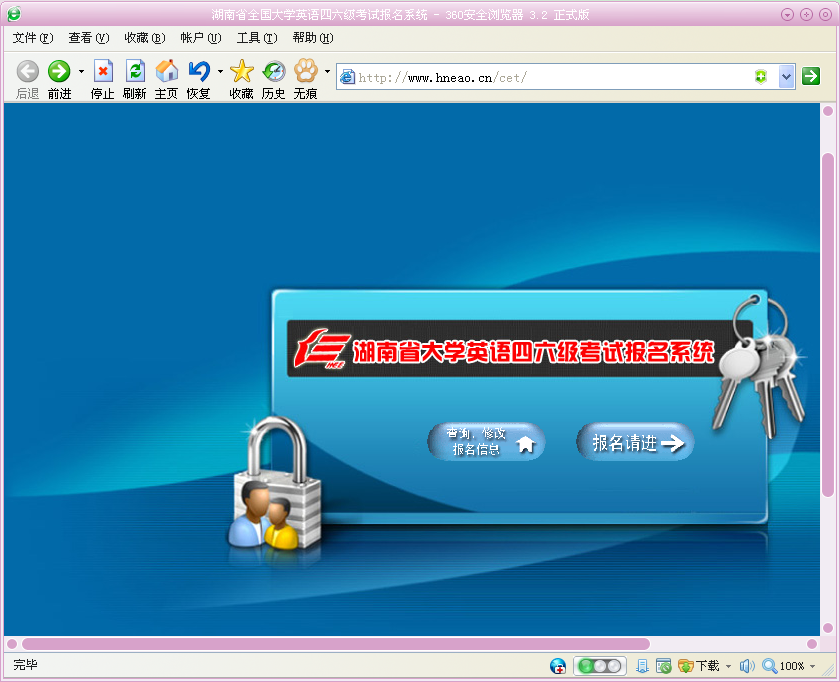 湖南省全国大学英语四六级考试报名系统 - 360安全浏览器 3.2 正式版
文件(F) 查看(V) 收藏(B) 帐户(U) 工具(T) 帮助(H)
http://www.hneao.cn/cet/
后退 前进 停止 刷新 主页 恢复 收藏 历史 无痕
湖南省大学英语四六级考试报名系统
查询、修改
报名信息
报名请进
完毕
下载
100%